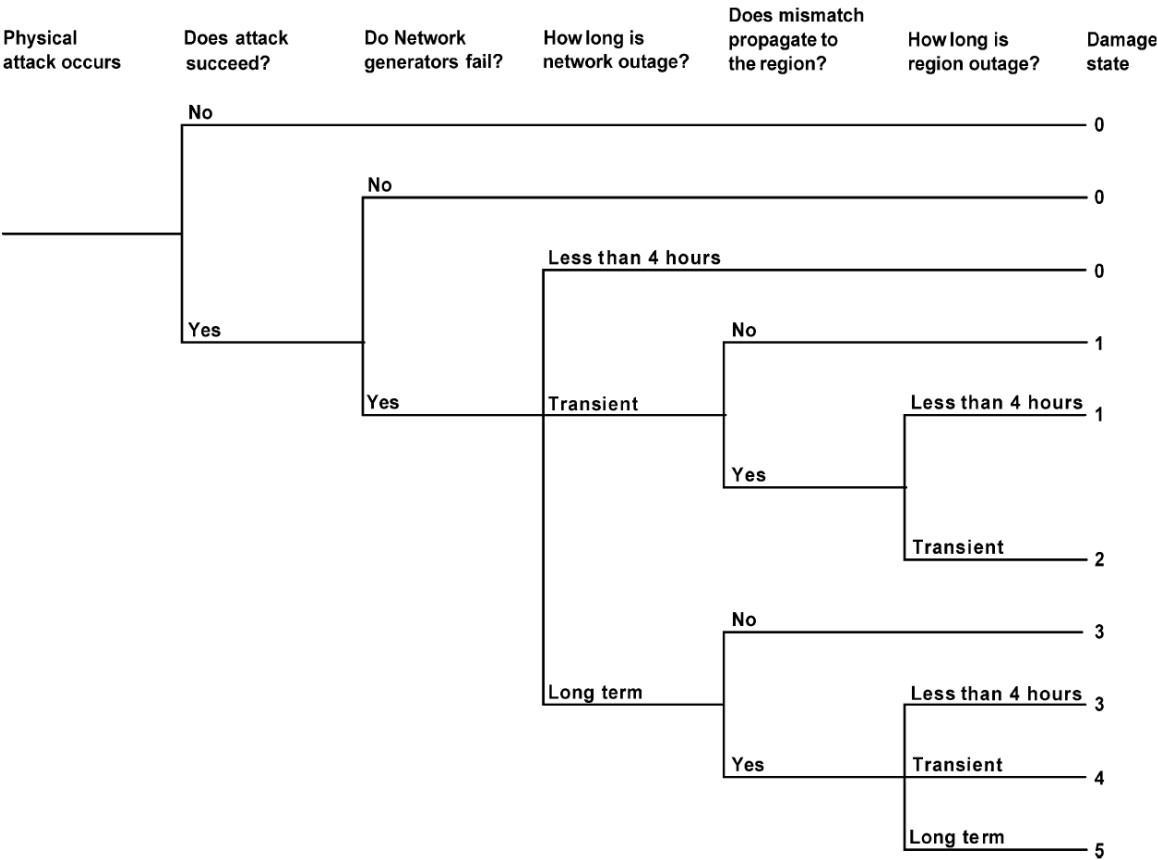 Physical
attack occurs
Does attack
succeed?
Do Network
generators fail?
How long is
network outage?
Does mismatch
propagate to
the region?
How long is
region outage?
Damage
state
No
0
No
0
Less than 4 hours
0
Yes
No
1
Yes
Transient
Less than 4 hours
1
Yes
Transient
2
No
3
Long term
Less than 4 hours
3
Yes
Transient
4
Long term
5